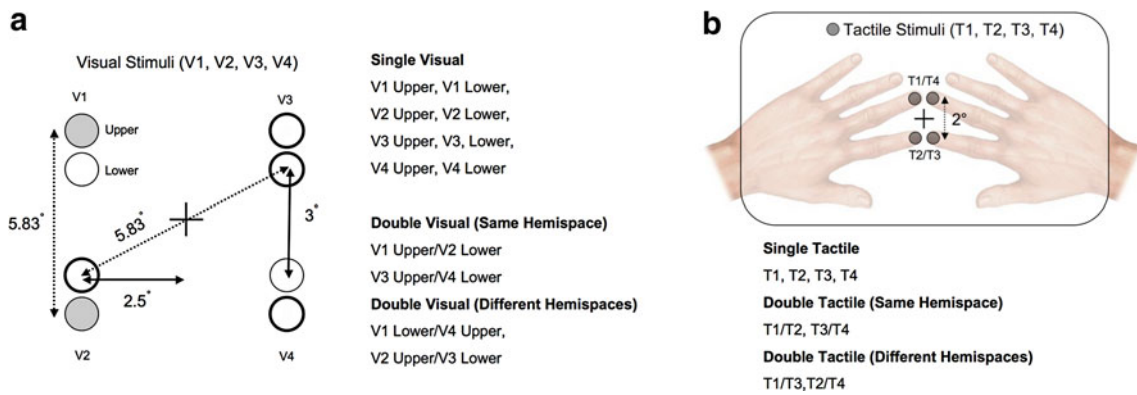 a
Visual Stimuli (V1, V2, V3, V4)
V1
V3
Upper
Lower
5.83°
5.83°
3°
2.5°
V2
V4
Single Visual
V1 Upper, V1 Lower,
V2 Upper, V2 Lower,
V3 Upper, V3, Lower,
V4 Upper, V4 Lower
Double Visual (Same Hemispace)
V1 Upper/V2 Lower
V3 Upper/V4 Lower
Double Visual (Different Hemispaces)
V1 Lower/V4 Upper,
V2 Upper/V3 Lower
b
Tactile Stimuli (T1, T2, T3, T4)
T1/T4
2°
T2/T3
Single Tactile
T1, T2, T3, T4
Double Tactile (Same Hemispace)
T1/T2, T3/T4
Double Tactile (Different Hemispaces)
T1/T3,T2/T4